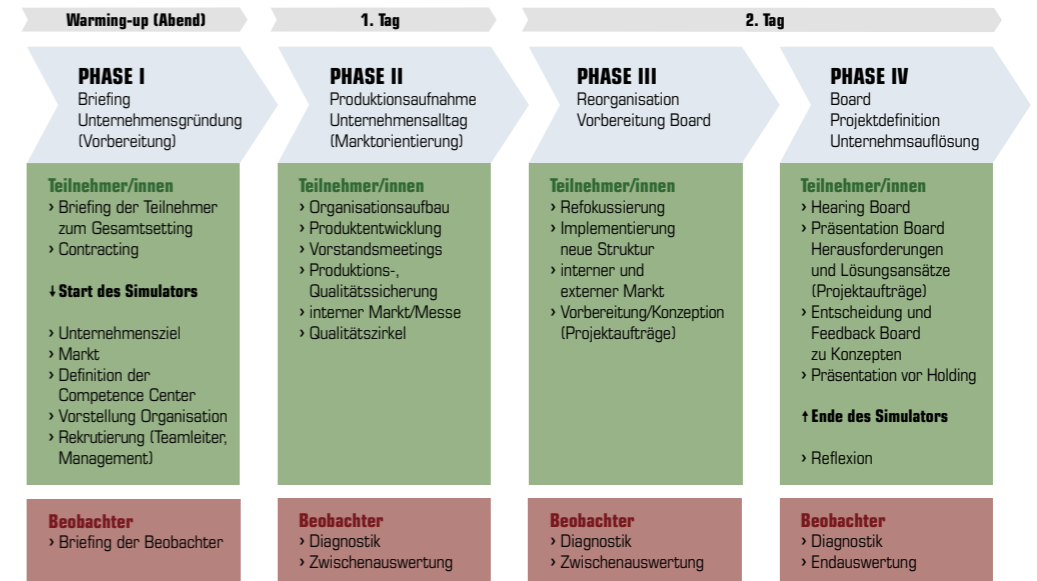 Warming-up (Abend)
1. Tag
2. Tag
PHASE I
Briefing
Unternehmensgründung
(Vorbereitung)
PHASE II
Produktionsaufnahme
Unternehmensalltag
(Marktorientierung)
PHASE III
Reorganisation
Vorbereitung Board
PHASE IV
Board
Projektdefinition
Unternehmsauflösung
Teilnehmer/innen
› Briefing der Teilnehmer
zum Gesamtsetting
› Contracting
↓ Start des Simulators
› Unternehmensziel
› Markt
› Definition der
Competence Center
› Vorstellung Organisation
› Rekrutierung (Teamleiter,
Management)
Teilnehmer/innen
› Organisationsaufbau
› Produktentwicklung
› Vorstandsmeetings
› Produktions-,
Qualitätssicherung
› interner Markt/Messe
› Qualitätszirkel
Teilnehmer/innen
› Refokussierung
› Implementierung
neue Struktur
› interner und
externer Markt
› Vorbereitung/Konzeption
(Projektaufträge)
Teilnehmer/innen
› Hearing Board
› Präsentation Board
Herausforderungen
und Lösungsansätze
(Projektaufträge)
› Entscheidung und
Feedback Board
zu Konzepten
› Präsentation vor Holding
↑ Ende des Simulators
› Reflexion
Beobachter
› Briefing der Beobachter
Beobachter
› Diagnostik
› Zwischenauswertung
Beobachter
› Diagnostik
› Zwischenauswertung
Beobachter
› Diagnostik
› Endauswertung